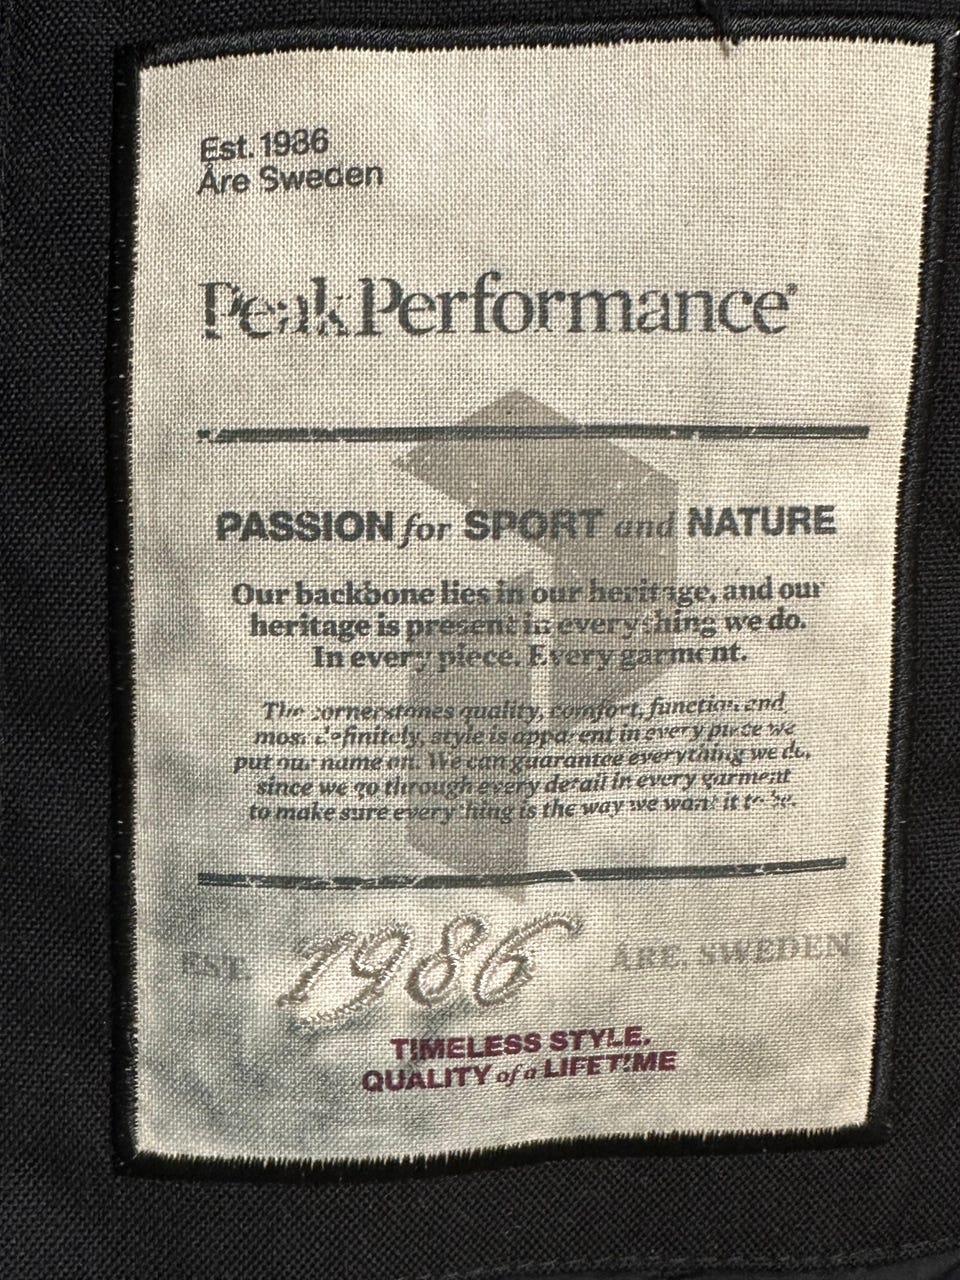 Est. 1986
Åre Sweden
Peak Performance®
PASSION for SPORT and NATURE
Our backbone lies in our heritage, and our
heritage is present in everything we do.
In every piece. Every garment.
The cornerstones quality, comfort, function, and
most definitely, style is apparent in every piece we
put our name on. We can guarantee everything we do,
since we go through every detail in every garment
to make sure everything is the way we want it to be.
EST. 1986 ÅRE, SWEDEN
TIMELESS STYLE.
QUALITY of a LIFETIME